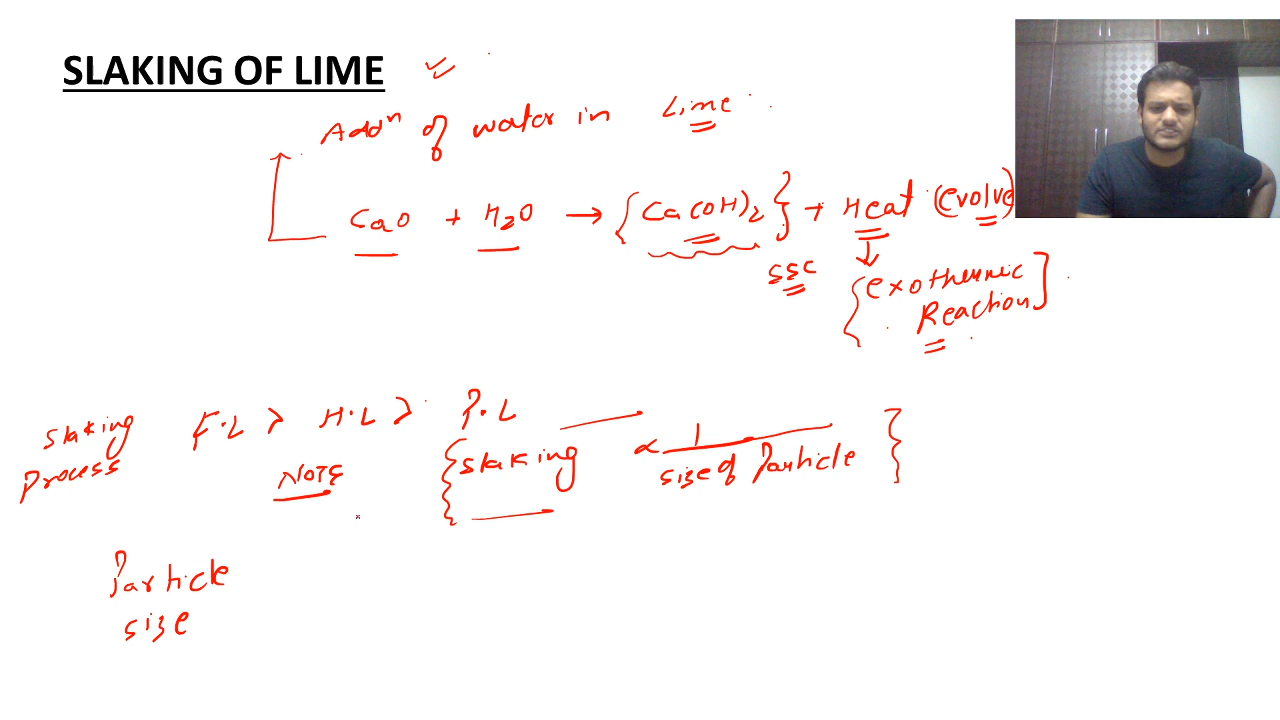 SLAKING OF LIME
Addn of water in Lime
CaO + H2O → {Ca(OH)2} + Heat (evolve)
SSC
{exothermic
Reaction]
Slaking F.L > H.L > P.L
Process
NOTE
{Slaking ∝ 1/size of Particle}
Particle
size